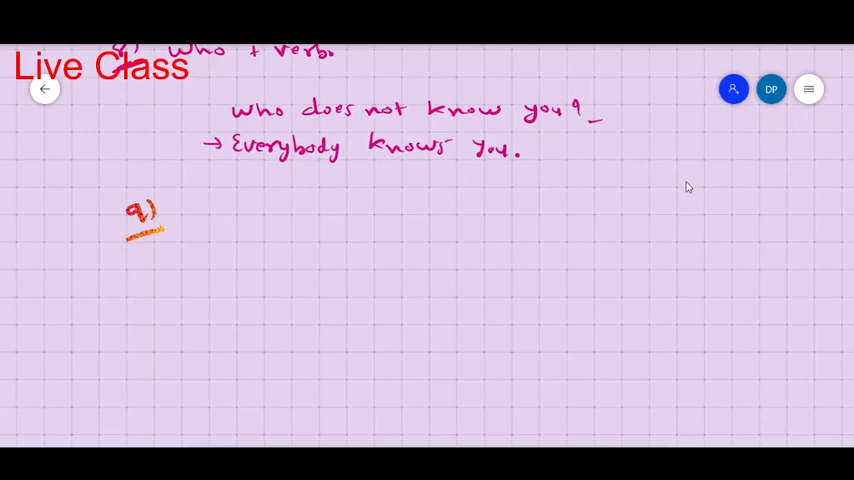 Who + verb.
Live Class
Who does not know you?
→ Everybody knows you.
9)
DP